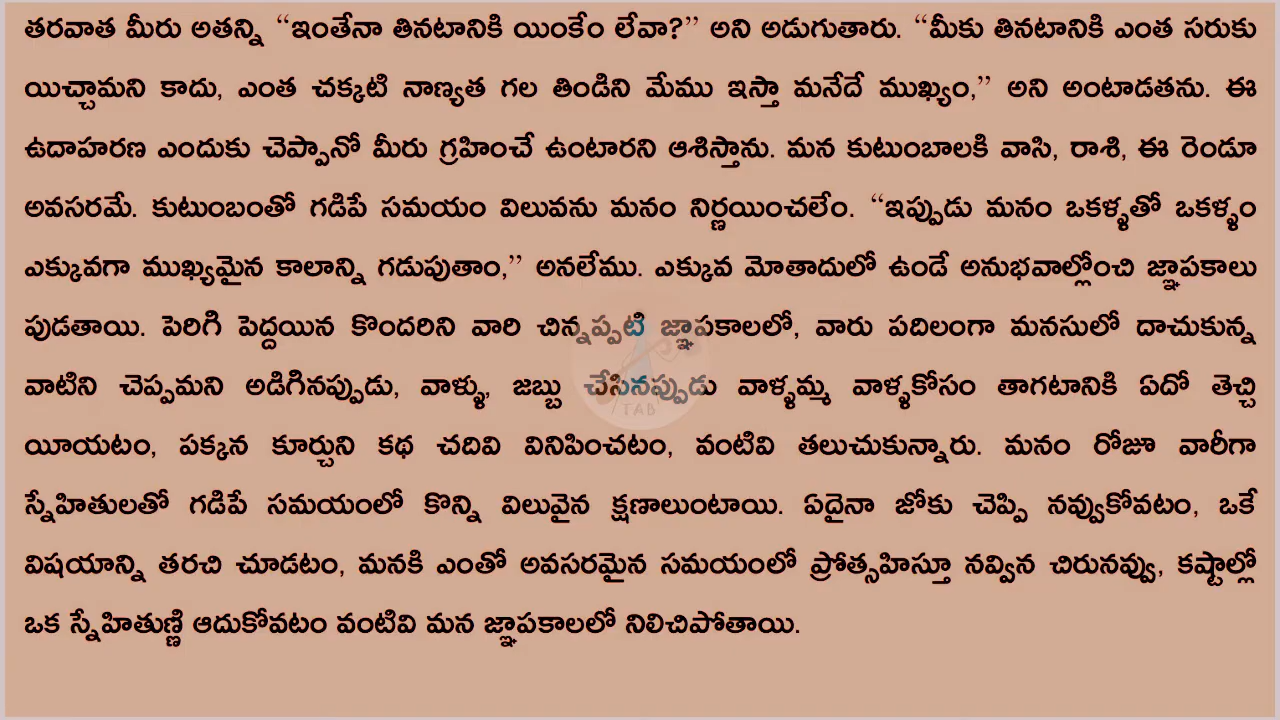 తరవాత మీరు అతన్ని “ఇంతేనా తినటానికి యింకేం లేవా?” అని అడుగుతారు. “మీకు తినటానికి ఎంత సరుకు
యిచ్చామని కాదు, ఎంత చక్కటి నాణ్యత గల తిండిని మేము ఇస్తా మనేదే ముఖ్యం,” అని అంటాడతను. ఈ
ఉదాహరణ ఎందుకు చెప్పానో మీరు గ్రహించే ఉంటారని ఆశిస్తాను. మన కుటుంబాలకి వాసి, రాశి, ఈ రెండూ
అవసరమే. కుటుంబంతో గడిపే సమయం విలువను మనం నిర్ణయించలేం. “ఇప్పుడు మనం ఒకళ్ళతో ఒకళ్ళం
ఎక్కువగా ముఖ్యమైన కాలాన్ని గడుపుతాం,” అనలేము. ఎక్కువ మోతాదులో ఉండే అనుభవాల్లోంచి జ్ఞాపకాలు
పుడతాయి. పెరిగి పెద్దయిన కొందరిని వారి చిన్నప్పటి జ్ఞాపకాలలో, వారు పదిలంగా మనసులో దాచుకున్న
వాటిని చెప్పమని అడిగినప్పుడు, వాళ్ళు, జబ్బు చేసినప్పుడు వాళ్ళమ్మ వాళ్ళకోసం తాగటానికి ఏదో తెచ్చి
యీయటం, పక్కన కూర్చుని కథ చదివి వినిపించటం, వంటివి తలుచుకున్నారు. మనం రోజూ వారీగా
స్నేహితులతో గడిపే సమయంలో కొన్ని విలువైన క్షణాలుంటాయి. ఏదైనా జోకు చెప్పి నవ్వుకోవటం, ఒకే
విషయాన్ని తరచి చూడటం, మనకి ఎంతో అవసరమైన సమయంలో ప్రోత్సహిస్తూ నవ్విన చిరునవ్వు, కష్టాల్లో
ఒక స్నేహితుణ్ణి ఆదుకోవటం వంటివి మన జ్ఞాపకాలలో నిలిచిపోతాయి.
TAB